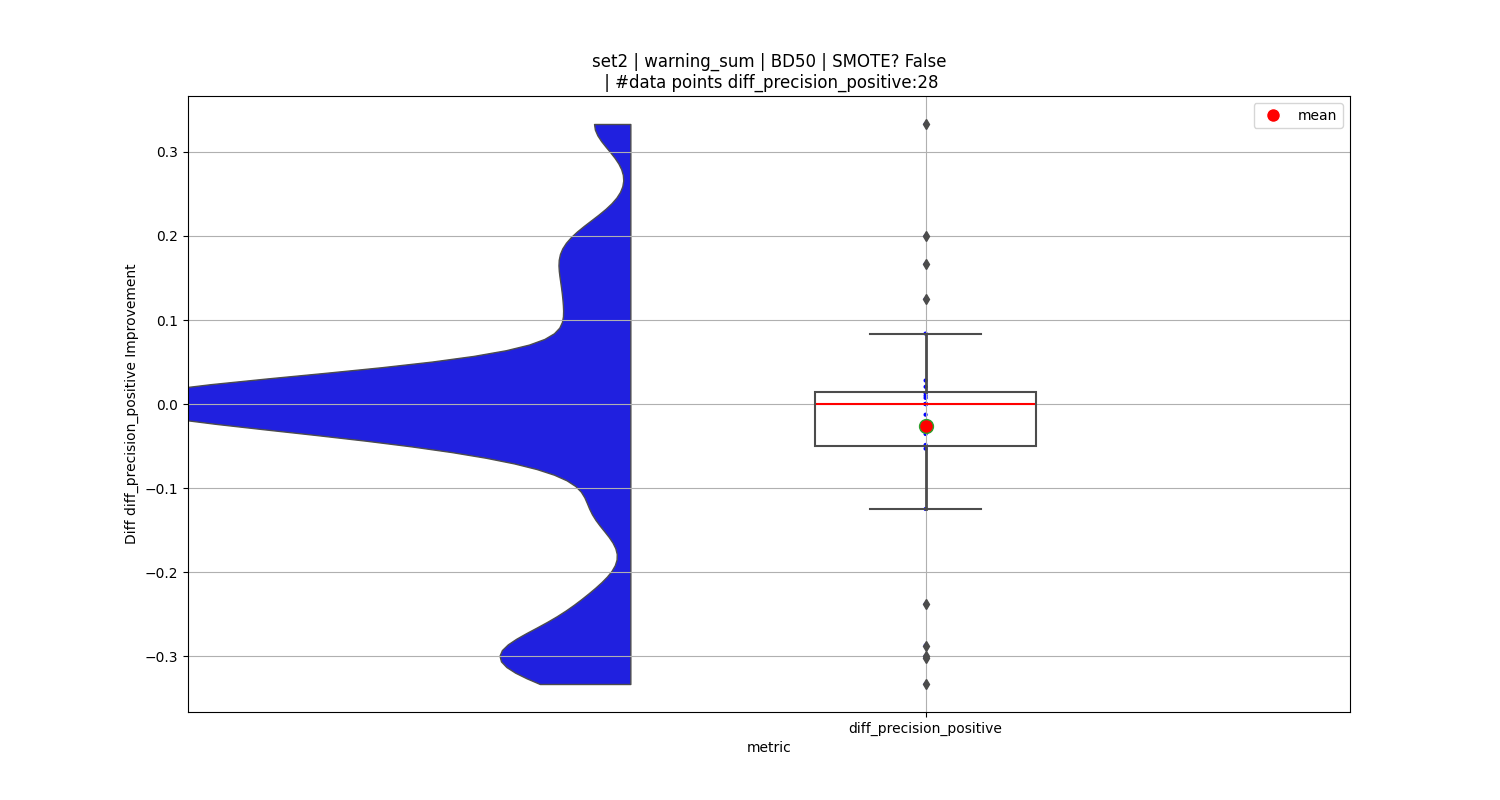 set2 | warning_sum | BD50 | SMOTE? False
| #data points diff_precision_positive:28
mean
0.3
0.2
0.1
0.0
−0.1
−0.2
−0.3
Diff diff_precision_positive Improvement
diff_precision_positive
metric